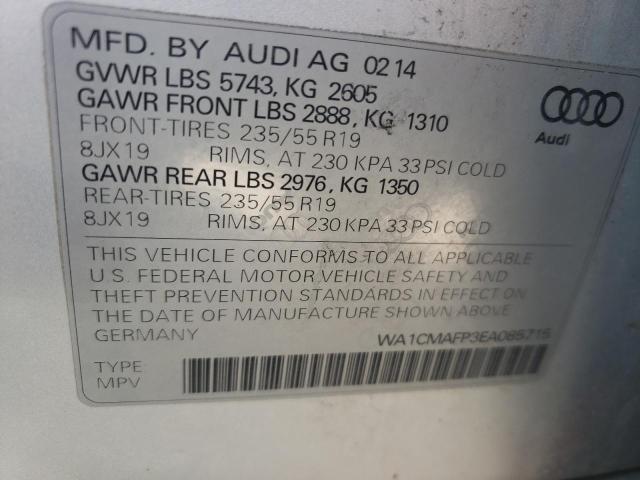 MFD. BY AUDI AG 02 14
GVWR LBS 5743, KG 2605
GAWR FRONT LBS 2888, KG 1310
FRONT-TIRES 235/55 R19
8JX19 RIMS, AT 230 KPA 33 PSI COLD
GAWR REAR LBS 2976, KG 1350
REAR-TIRES 235/55 R19
8JX19 RIMS, AT 230 KPA 33 PSI COLD
Audi
THIS VEHICLE CONFORMS TO ALL APPLICABLE
U.S. FEDERAL MOTOR VEHICLE SAFETY AND
THEFT PREVENTION STANDARDS IN EFFECT ON
THE DATE OF MANUFACTURE SHOWN ABOVE.
GERMANY
WA1CMAFP3EA085715
TYPE:
MPV